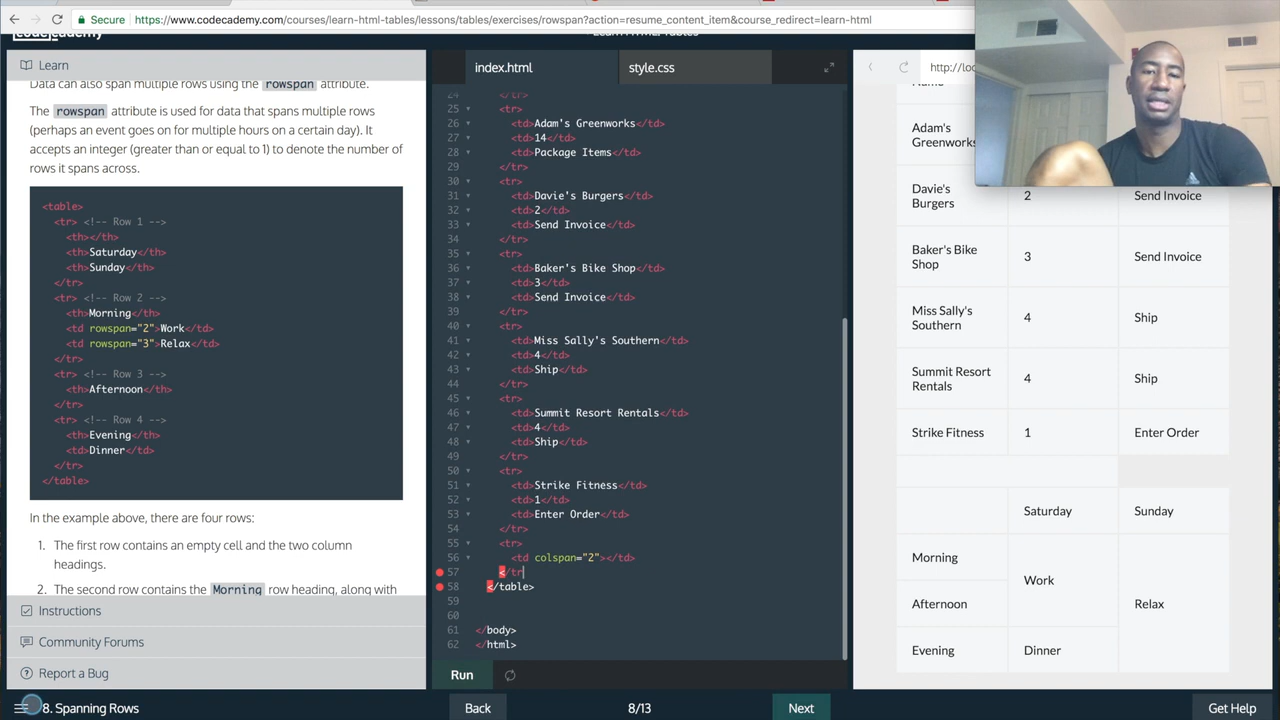 Secure https://www.codecademy.com/courses/learn-html-tables/lessons/tables/exercises/rowspan?action=resume_content_item&course_redirect=learn-html
Learn
Data can also span multiple rows using the rowspan attribute.
The rowspan attribute is used for data that spans multiple rows
(perhaps an event goes on for multiple hours on a certain day). It
accepts an integer (greater than or equal to 1) to denote the number of
rows it spans across.
<table>
<tr> <!-- Row 1 -->
<th></th>
<th>Saturday</th>
<th>Sunday</th>
</tr>
<tr> <!-- Row 2 -->
<th>Morning</th>
<td rowspan="2">Work</td>
<td rowspan="3">Relax</td>
</tr>
<tr> <!-- Row 3 -->
<th>Afternoon</th>
</tr>
<tr> <!-- Row 4 -->
<th>Evening</th>
<td>Dinner</td>
</tr>
</table>
In the example above, there are four rows:
1. The first row contains an empty cell and the two column
headings.
2. The second row contains the Morning row heading, along with
Instructions
Community Forums
Report a Bug
8. Spanning Rows
index.html
style.css
24 </tr>
25 <tr>
26 <td>Adam's Greenworks</td>
27 <td>14</td>
28 <td>Package Items</td>
29 </tr>
30 <tr>
31 <td>Davie's Burgers</td>
32 <td>2</td>
33 <td>Send Invoice</td>
34 </tr>
35 <tr>
36 <td>Baker's Bike Shop</td>
37 <td>3</td>
38 <td>Send Invoice</td>
39 </tr>
40 <tr>
41 <td>Miss Sally's Southern</td>
42 <td>4</td>
43 <td>Ship</td>
44 </tr>
45 <tr>
46 <td>Summit Resort Rentals</td>
47 <td>4</td>
48 <td>Ship</td>
49 </tr>
50 <tr>
51 <td>Strike Fitness</td>
52 <td>1</td>
53 <td>Enter Order</td>
54 </tr>
55 <tr>
56 <td colspan="2"></td>
57 </tr
58 </table>
59
60
61 </body>
62 </html>
Run
Back
8/13
Next
Get Help
http://loc
Name
Adam's
Greenworks
Davie's
Burgers
2
Send Invoice
Baker's Bike
Shop
3
Send Invoice
Miss Sally's
Southern
4
Ship
Summit Resort
Rentals
4
Ship
Strike Fitness
1
Enter Order
Saturday
Sunday
Morning
Work
Afternoon
Relax
Evening
Dinner